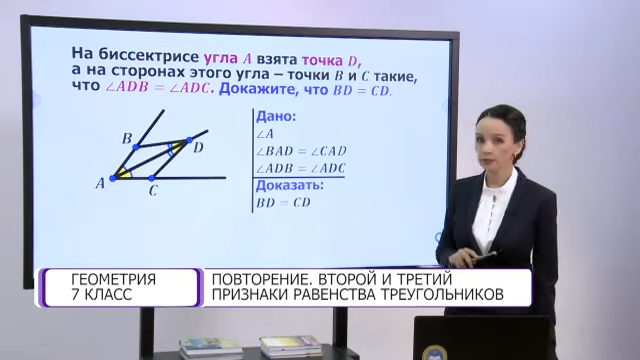 На биссектрисе угла A взята точка D,
а на сторонах этого угла – точки B и C такие,
что ∠ADB = ∠ADC. Докажите, что BD = CD.
Дано:
∠A
∠BAD = ∠CAD
∠ADB = ∠ADC
Доказать:
BD = CD
B
D
A
C
ГЕОМЕТРИЯ
7 КЛАСС
ПОВТОРЕНИЕ. ВТОРОЙ И ТРЕТИЙ
ПРИЗНАКИ РАВЕНСТВА ТРЕУГОЛЬНИКОВ